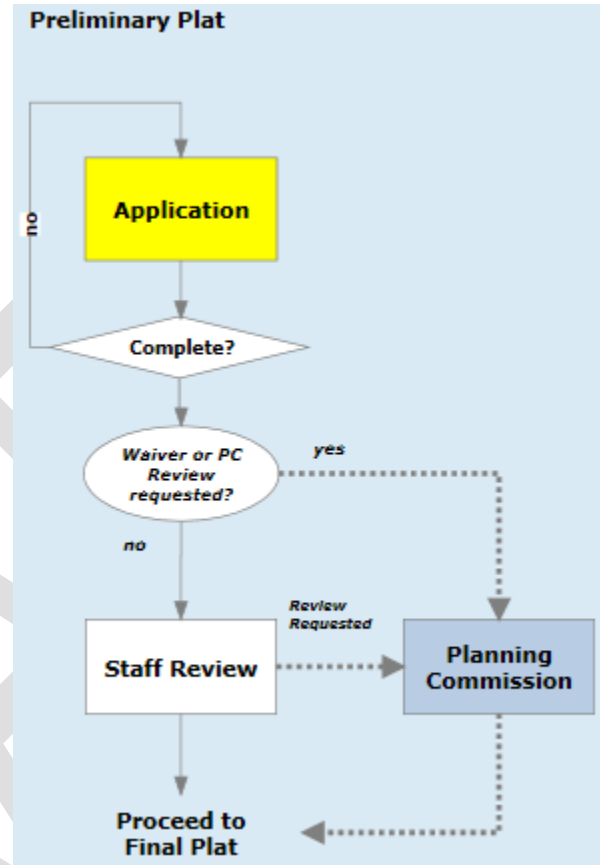 Preliminary Plat
no
Application
Complete?
Waiver or PC
Review
requested?
yes
no
Review
Requested
Staff Review
Planning
Commission
Proceed to
Final Plat